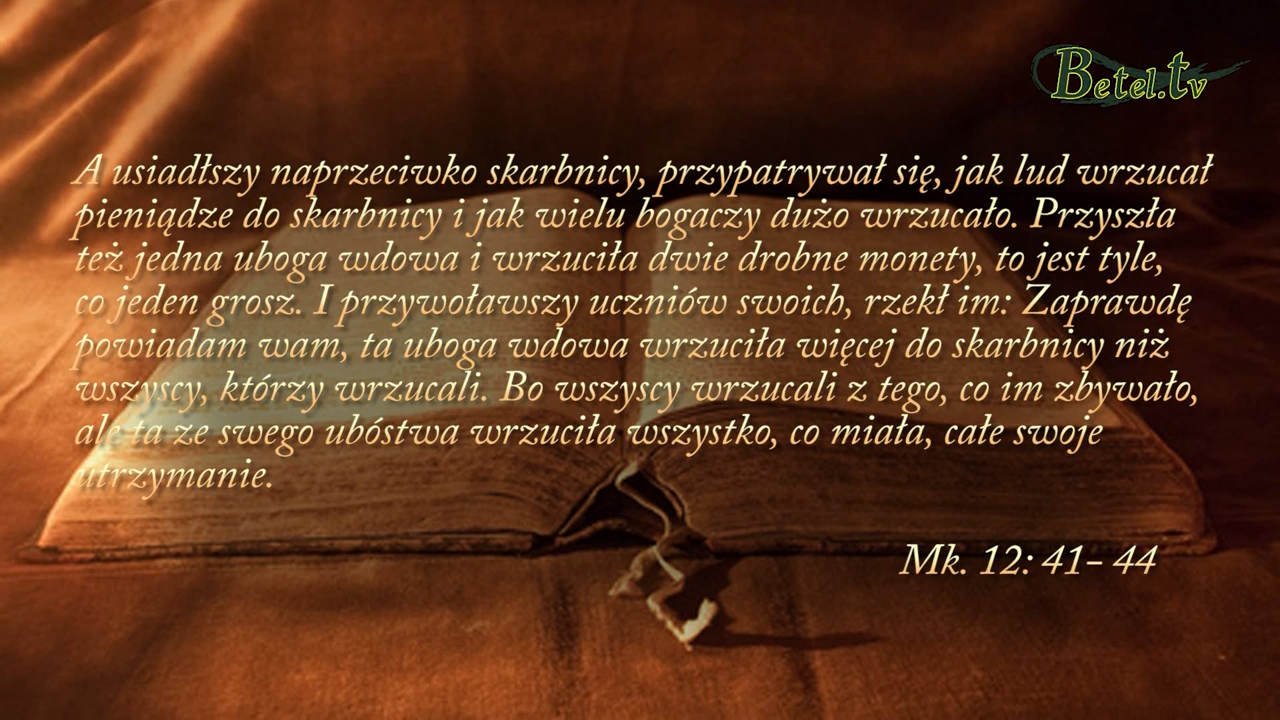 Betel.tv
A usiadłszy naprzeciwko skarbnicy, przypatrywał się, jak lud wrzucał
pieniądze do skarbnicy i jak wielu bogaczy dużo wrzucało. Przyszła
też jedna uboga wdowa i wrzuciła dwie drobne monety, to jest tyle,
co jeden grosz. I przywoławszy uczniów swoich, rzekł im: Zaprawdę
powiadam wam, ta uboga wdowa wrzuciła więcej do skarbnicy niż
wszyscy, którzy wrzucali. Bo wszyscy wrzucali z tego, co im zbywało,
ale ta ze swego ubóstwa wrzuciła wszystko, co miała, całe swoje
utrzymanie.
Mk. 12: 41- 44